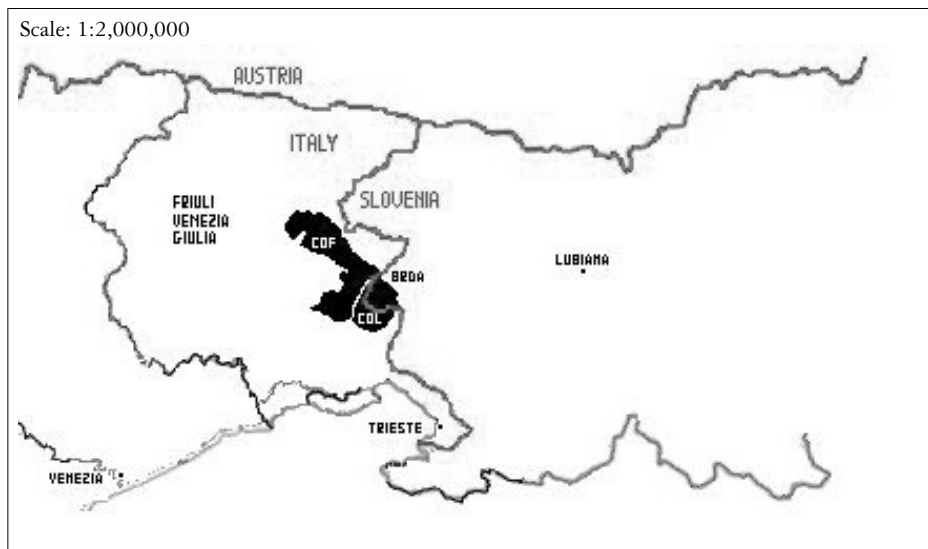 Scale: 1:2,000,000
AUSTRIA
ITALY
SLOVENIA
FRIULI
VENEZIA
GIULIA
COF
LUBIANA
BRDA
COL
TRIESTE
VENEZIA